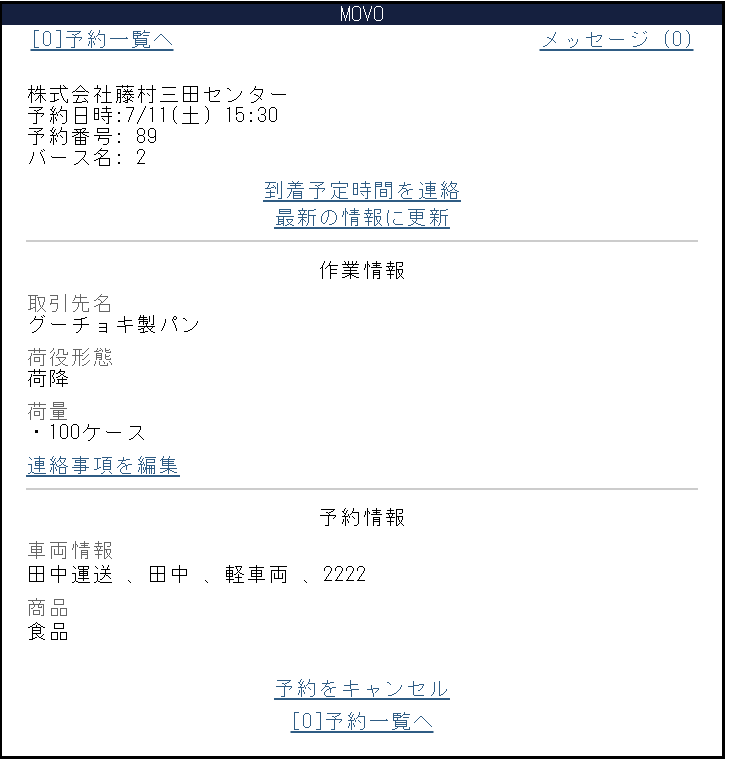 MOVO
[0]予約一覧へ メッセージ (0)
株式会社藤村三田センター
予約日時:7/11(土) 15:30
予約番号: 89
バース名: 2
到着予定時間を連絡
最新の情報に更新
作業情報
取引先名
グーチョキ製パン
荷役形態
荷降
荷量
・100ケース
連絡事項を編集
予約情報
車両情報
田中運送 、田中 、軽車両 、2222
商品
食品
予約をキャンセル
[0]予約一覧へ